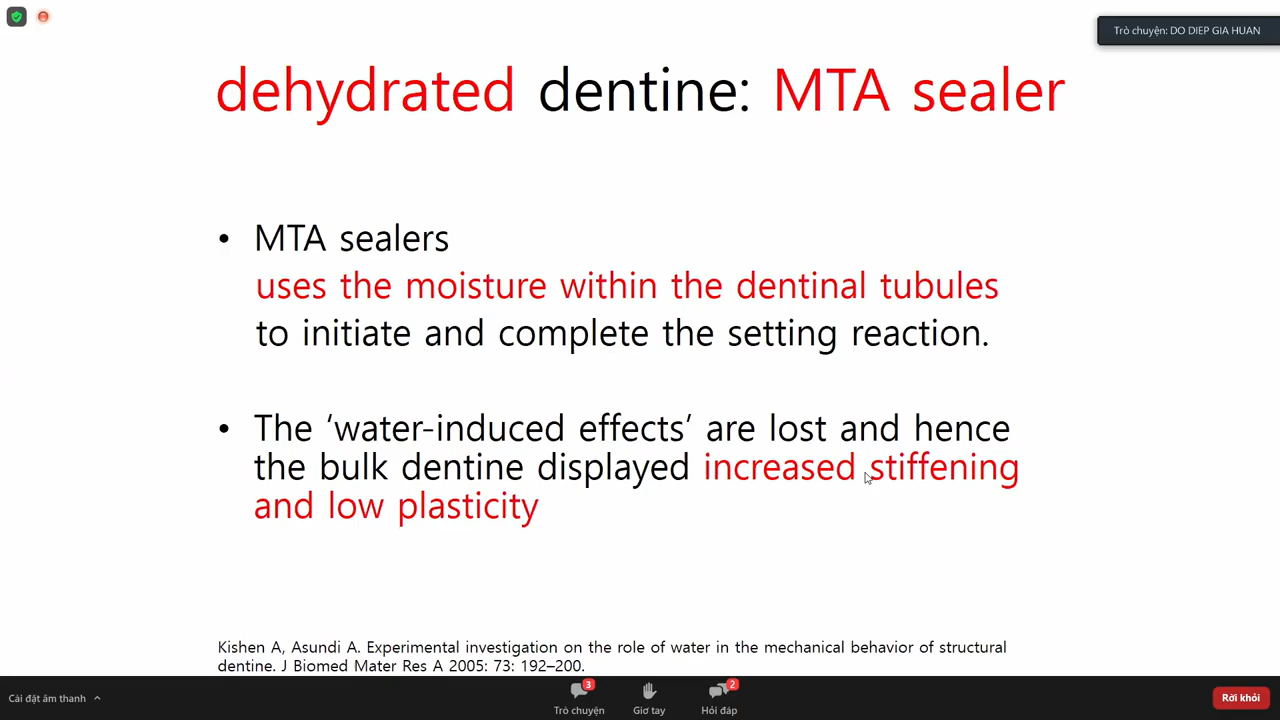 Trò chuyện: DO DIEP GIA HUAN
dehydrated dentine: MTA sealer
• MTA sealers
uses the moisture within the dentinal tubules
to initiate and complete the setting reaction.
• The ‘water-induced effects’ are lost and hence
the bulk dentine displayed increased stiffening
and low plasticity
Kishen A, Asundi A. Experimental investigation on the role of water in the mechanical behavior of structural
dentine. J Biomed Mater Res A 2005: 73: 192–200.
Cài đặt âm thanh
3
2
Trò chuyện
Giơ tay
Hỏi đáp
Rời khỏi